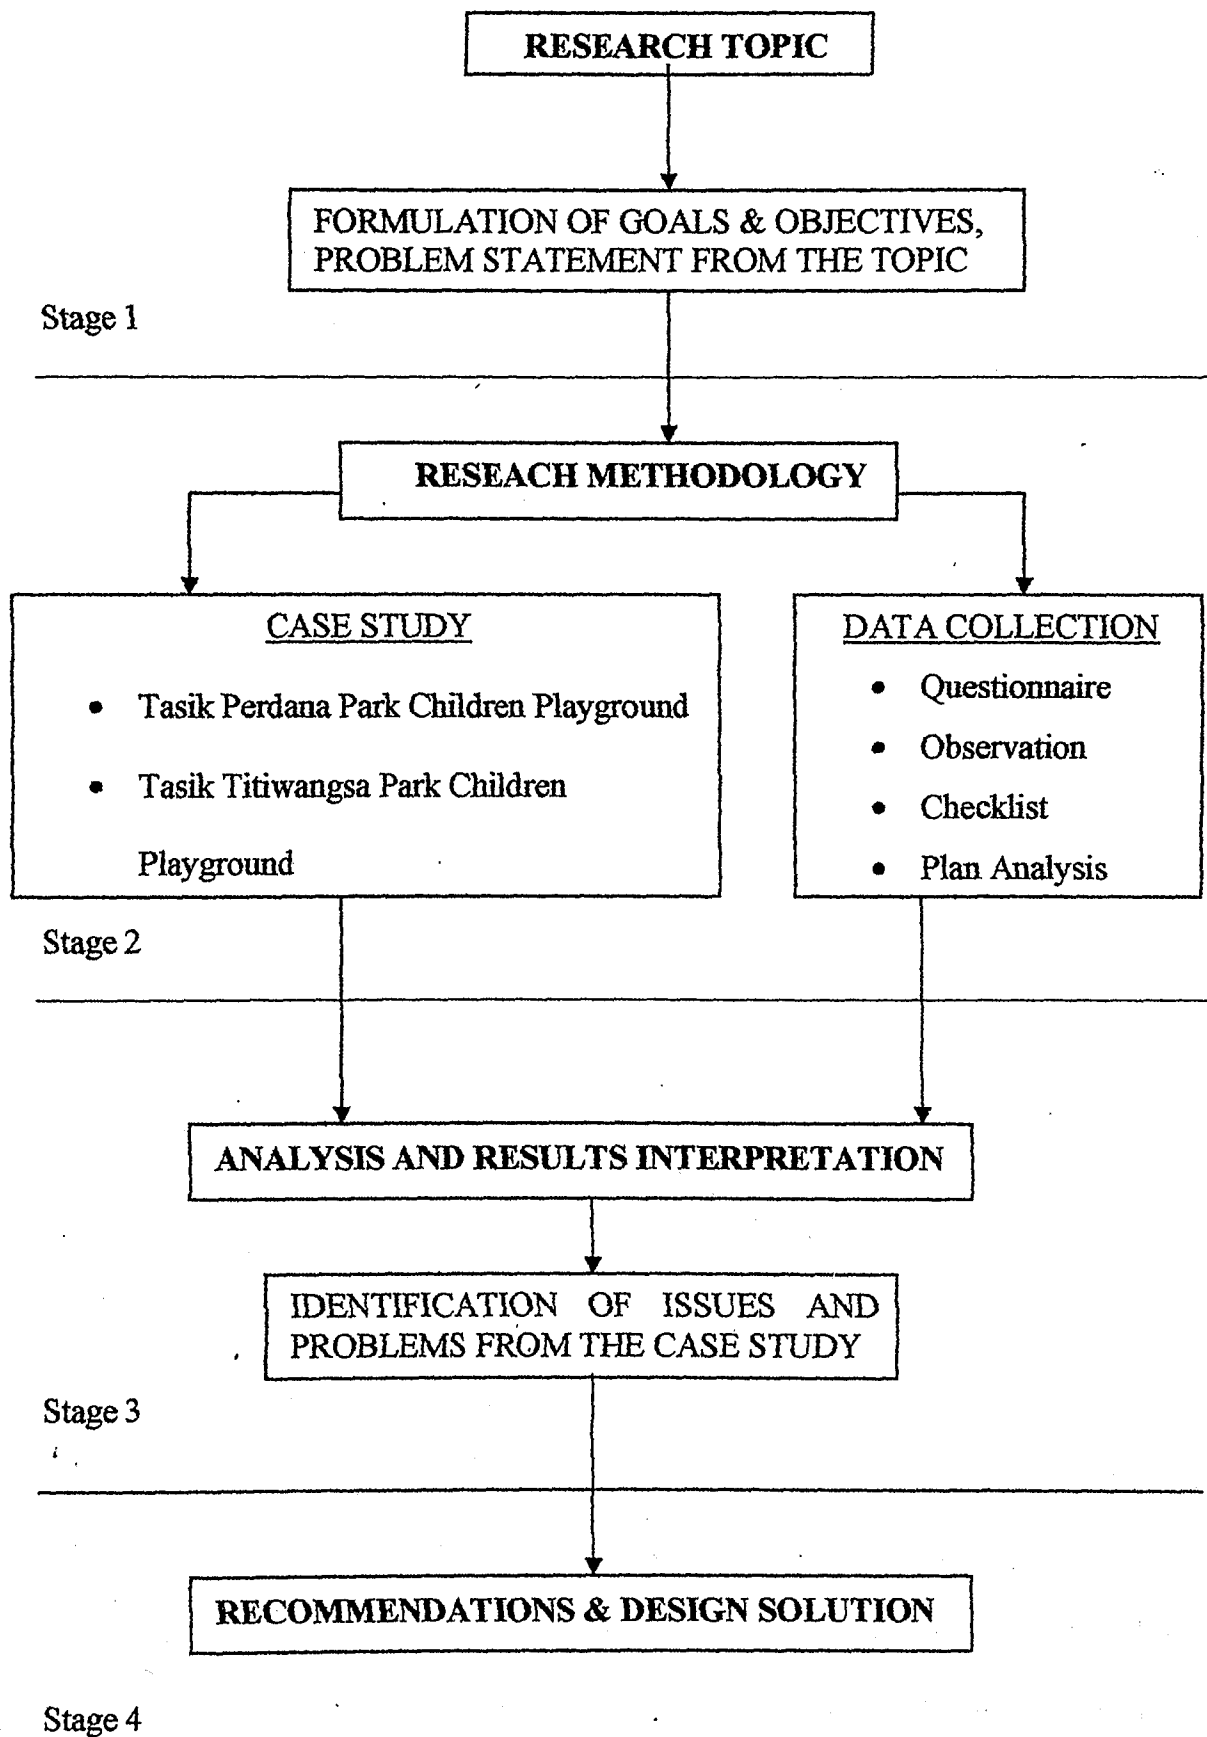 RESEARCH TOPIC
FORMULATION OF GOALS & OBJECTIVES,
PROBLEM STATEMENT FROM THE TOPIC
Stage 1
RESEACH METHODOLOGY
CASE STUDY
• Tasik Perdana Park Children Playground
• Tasik Titiwangsa Park Children
Playground
DATA COLLECTION
• Questionnaire
• Observation
• Checklist
• Plan Analysis
Stage 2
ANALYSIS AND RESULTS INTERPRETATION
IDENTIFICATION OF ISSUES AND
PROBLEMS FROM THE CASE STUDY
Stage 3
RECOMMENDATIONS & DESIGN SOLUTION
Stage 4